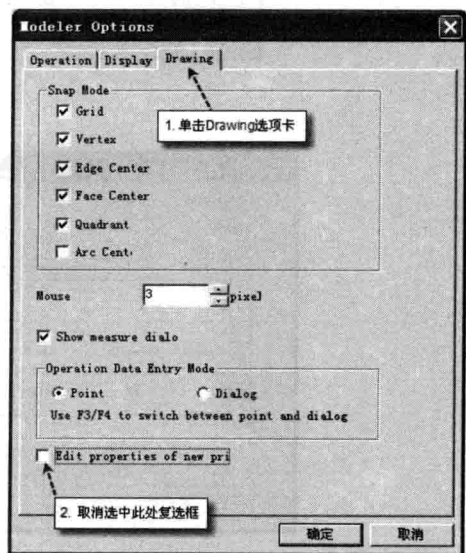 Modeler Options
Operation Display Drawing
Snap Mode
Grid
1. 单击Drawing选项卡
Vertex
Edge Center
Face Center
Quadrant
Arc Cent
Mouse 3 pixel
Show measure dialo
Operation Data Entry Mode
Point Dialog
Use F3/F4 to switch between point and dialog
Edit properties of new pri
2. 取消选中此处复选框
确定 取消